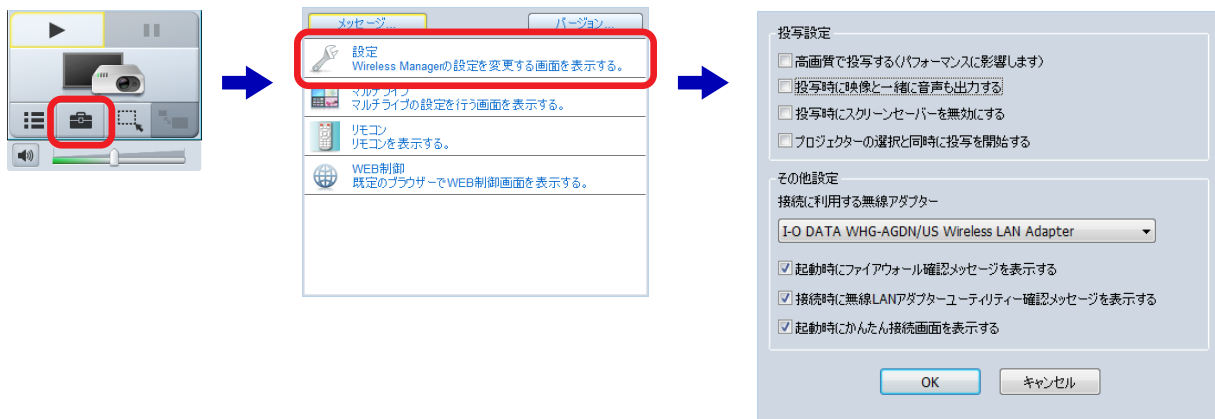 メッセージ...
バージョン...
設定
Wireless Managerの設定を変更する画面を表示する。
マルチライブ
マルチライブの設定を行う画面を表示する。
リモコン
リモコンを表示する。
WEB制御
既定のブラウザーでWEB制御画面を表示する。
投写設定
高画質で投写する(パフォーマンスに影響します)
投写時に映像と一緒に音声も出力する
投写時にスクリーンセーバーを無効にする
プロジェクターの選択と同時に投写を開始する
その他設定
接続に利用する無線アダプター
I-O DATA WHG-AGDN/US Wireless LAN Adapter
起動時にファイアウォール確認メッセージを表示する
接続時に無線LANアダプターユーティリティー確認メッセージを表示する
起動時にかんたん接続画面を表示する
OK
キャンセル